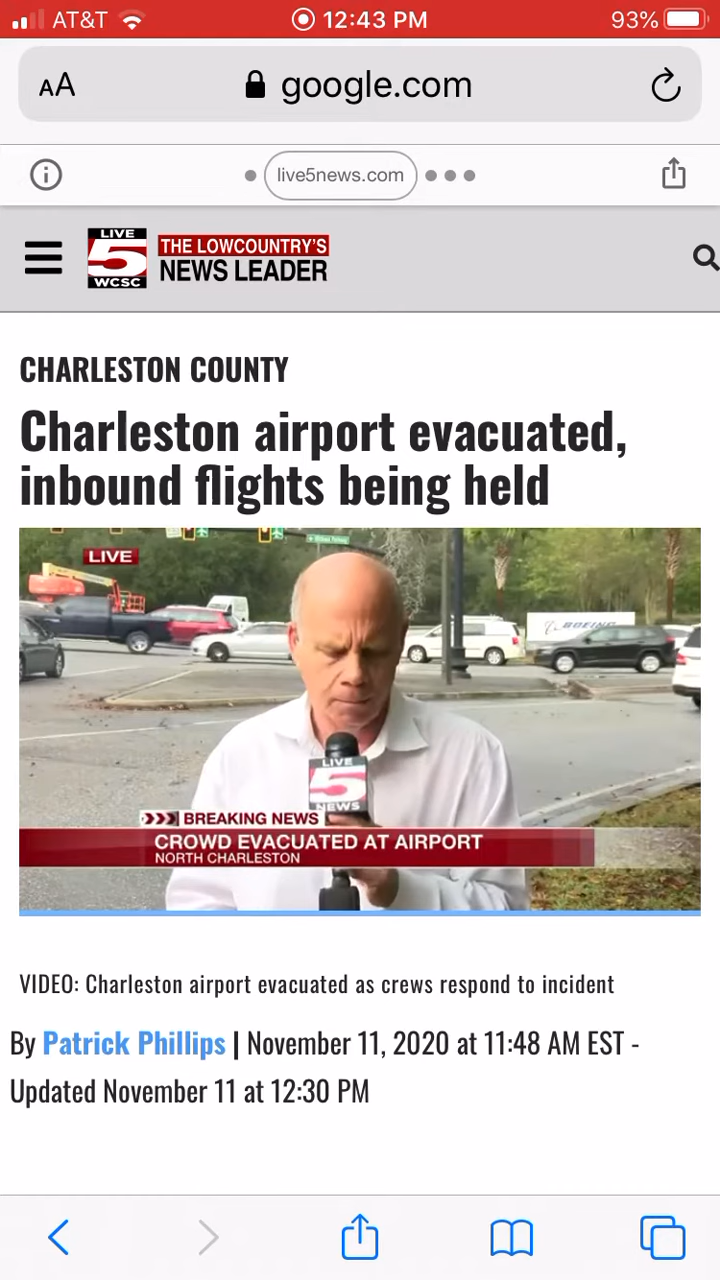 AT&T 12:43 PM 93%
AA google.com
live5news.com
LIVE
5
WCSC
THE LOWCOUNTRY'S
NEWS LEADER
CHARLESTON COUNTY
Charleston airport evacuated,
inbound flights being held
LIVE
BOEING
LIVE
5
NEWS
BREAKING NEWS
CROWD EVACUATED AT AIRPORT
NORTH CHARLESTON
VIDEO: Charleston airport evacuated as crews respond to incident
By Patrick Phillips | November 11, 2020 at 11:48 AM EST -
Updated November 11 at 12:30 PM